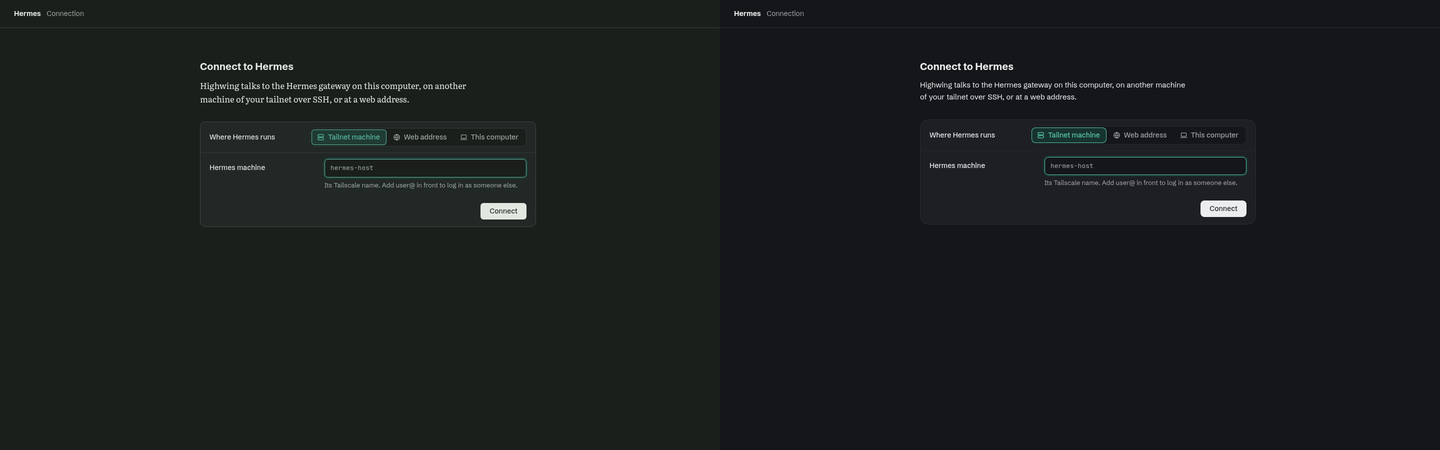 Hermes Connection
Connect to Hermes
Highwing talks to the Hermes gateway on this computer, on another
machine of your tailnet over SSH, or at a web address.
Where Hermes runs
Tailnet machine
Web address
This computer
Hermes machine
hermes-host
Its Tailscale name. Add user@ in front to log in as someone else.
Connect
Hermes Connection
Connect to Hermes
Highwing talks to the Hermes gateway on this computer, on another machine
of your tailnet over SSH, or at a web address.
Where Hermes runs
Tailnet machine
Web address
This computer
Hermes machine
hermes-host
Its Tailscale name. Add user@ in front to log in as someone else.
Connect